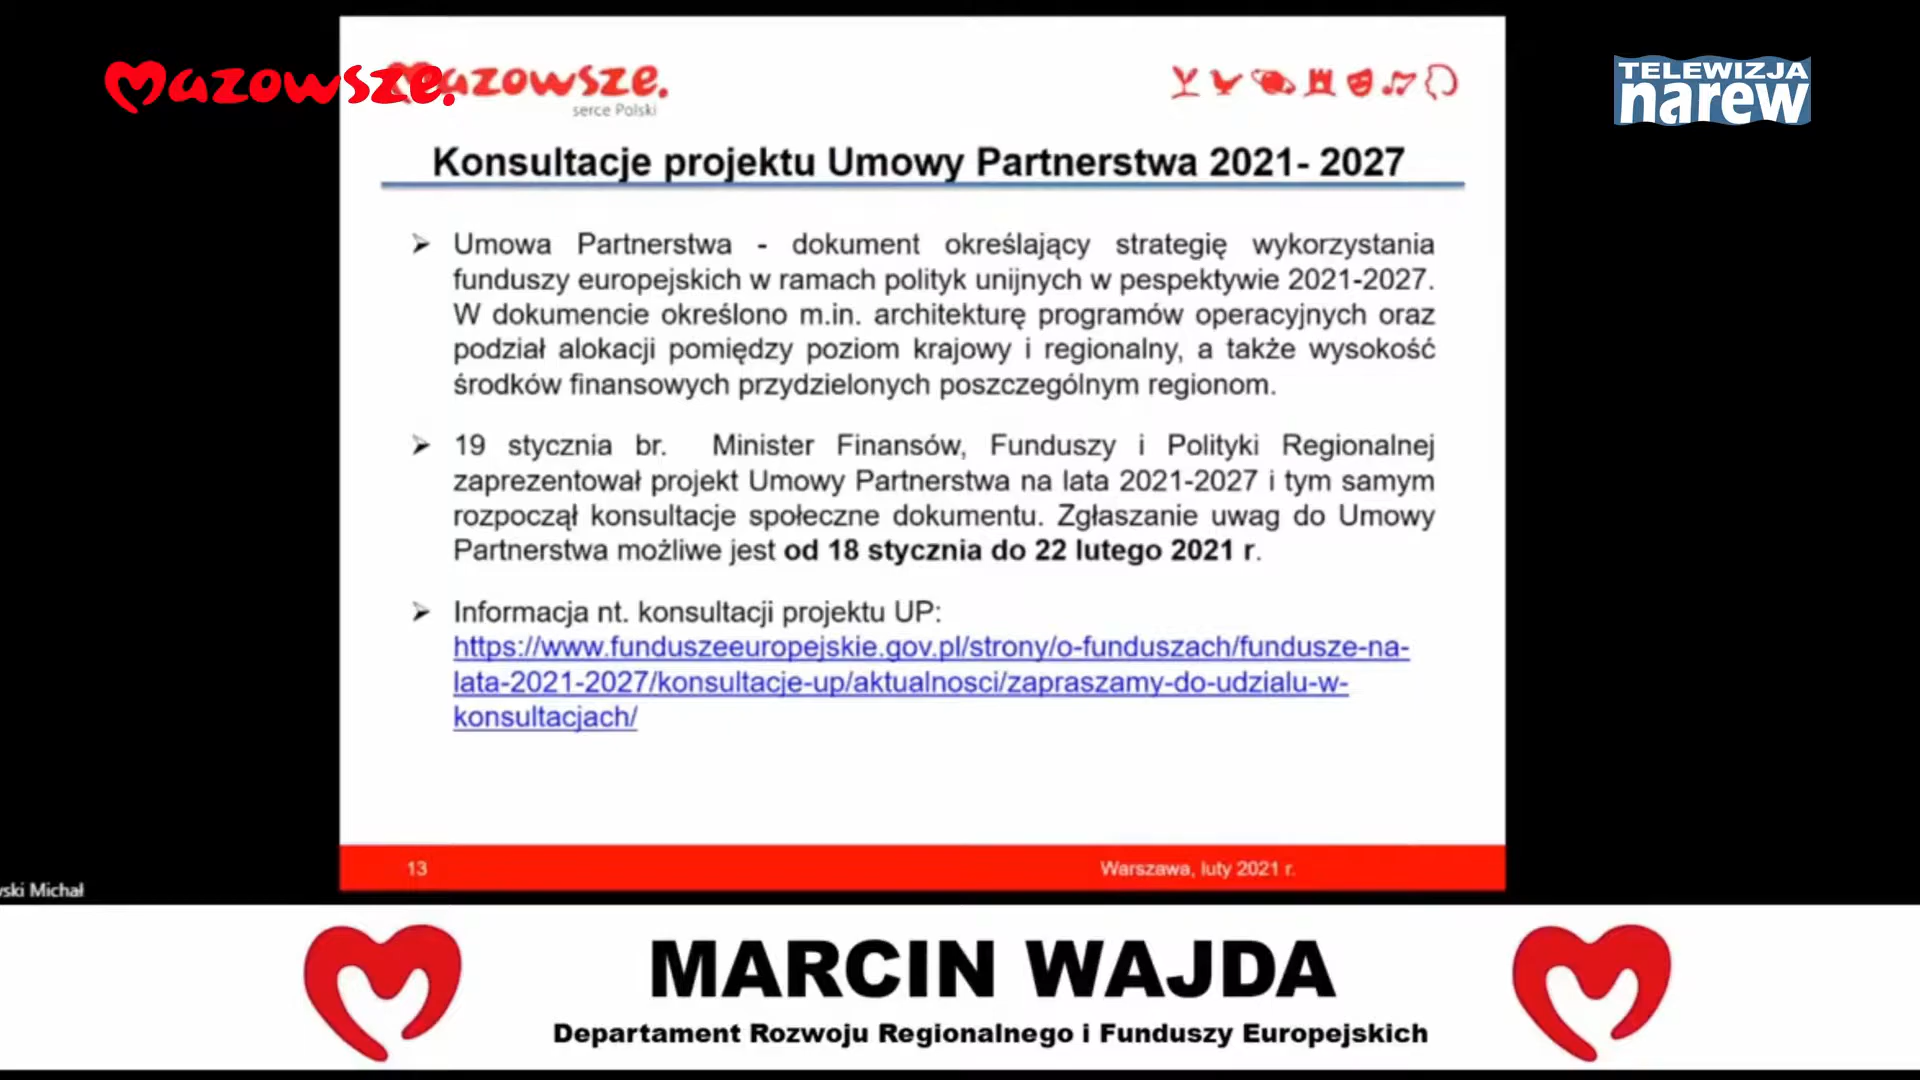 mazowsze.
mazowsze.
serce Polski
TELEWIZJA
narew
Konsultacje projektu Umowy Partnerstwa 2021- 2027
➢ Umowa Partnerstwa - dokument określający strategię wykorzystania
funduszy europejskich w ramach polityk unijnych w pespektywie 2021-2027.
W dokumencie określono m.in. architekturę programów operacyjnych oraz
podział alokacji pomiędzy poziom krajowy i regionalny, a także wysokość
środków finansowych przydzielonych poszczególnym regionom.
➢ 19 stycznia br. Minister Finansów, Funduszy i Polityki Regionalnej
zaprezentował projekt Umowy Partnerstwa na lata 2021-2027 i tym samym
rozpoczął konsultacje społeczne dokumentu. Zgłaszanie uwag do Umowy
Partnerstwa możliwe jest od 18 stycznia do 22 lutego 2021 r.
➢ Informacja nt. konsultacji projektu UP:
https://www.funduszeeuropejskie.gov.pl/strony/o-funduszach/fundusze-na-
lata-2021-2027/konsultacje-up/aktualnosci/zapraszamy-do-udzialu-w-
konsultacjach/
13
Warszawa, luty 2021 r.
ski Michał
MARCIN WAJDA
Departament Rozwoju Regionalnego i Funduszy Europejskich